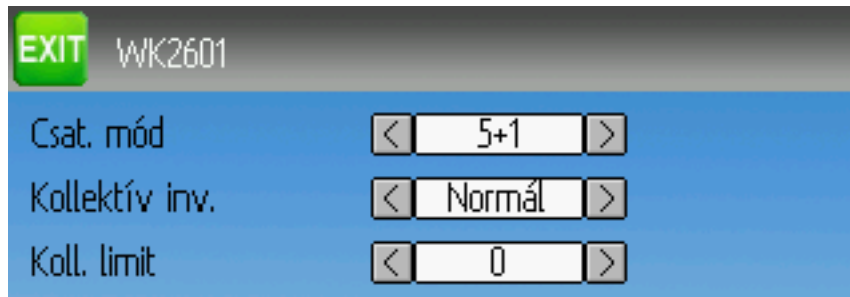 EXIT WK2601
Csat. mód < 5+1 >
Kollektív inv. < Normál >
Koll. limit < 0 >